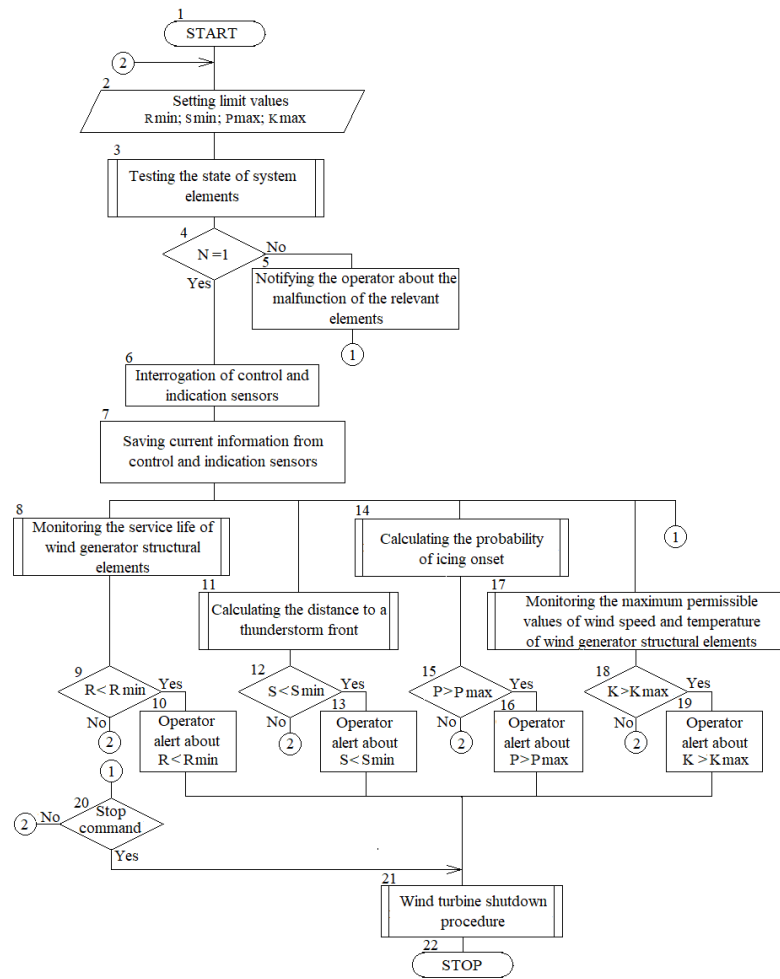 1
START
2
2
Setting limit values
Rmin; Smin; Pmax; Kmax
3
Testing the state of system
elements
4
N =1
No
Yes
5
Notifying the operator about the
malfunction of the relevant
elements
1
6
Interrogation of control and
indication sensors
7
Saving current information from
control and indication sensors
8
Monitoring the service life of
wind generator structural
elements
14
Calculating the probability
of icing onset
1
11
Calculating the distance to a
thunderstorm front
17
Monitoring the maximum permissible
values of wind speed and temperature
of wind generator structural elements
9
R< Rmin
Yes
No
2
10
Operator
alert about
R< Rmin
12
S< Smin
Yes
No
2
13
Operator
alert about
S< Smin
15
P>Pmax
Yes
No
2
16
Operator
alert about
P>Pmax
18
K>Kmax
Yes
No
2
19
Operator
alert about
K >Kmax
1
20
Stop
command
No
2
Yes
21
Wind turbine shutdown
procedure
22
STOP